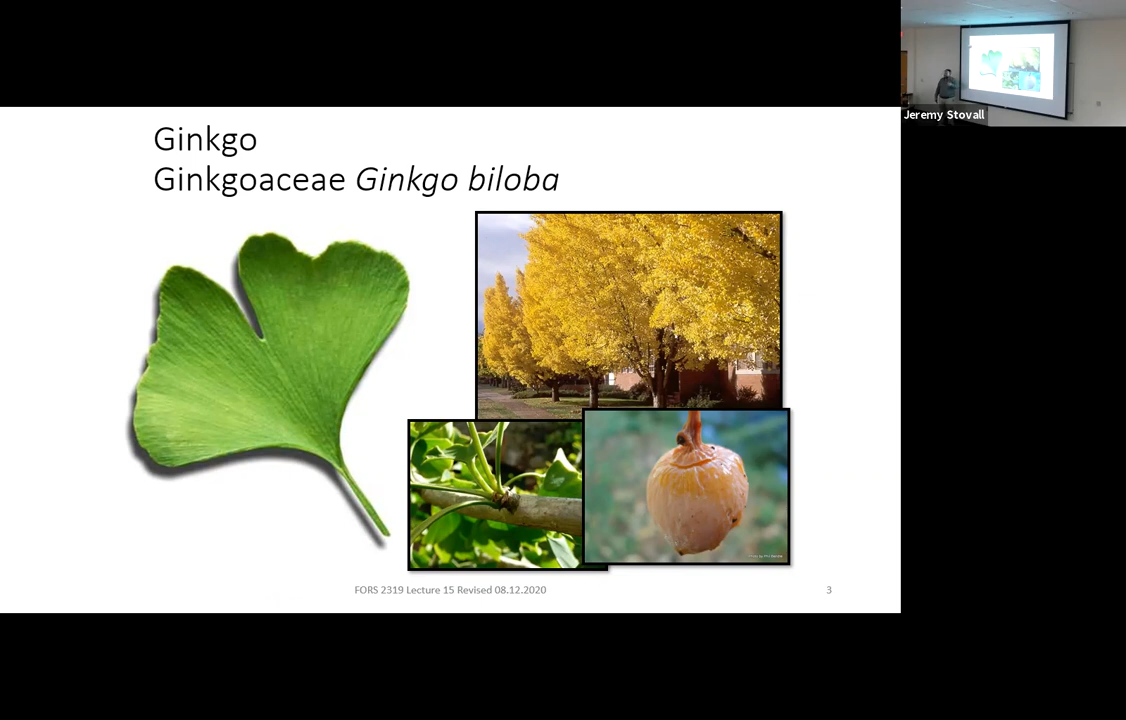 Jeremy Stovall
Ginkgo
Ginkgoaceae Ginkgo biloba
FORS 2319 Lecture 15 Revised 08.12.2020
3